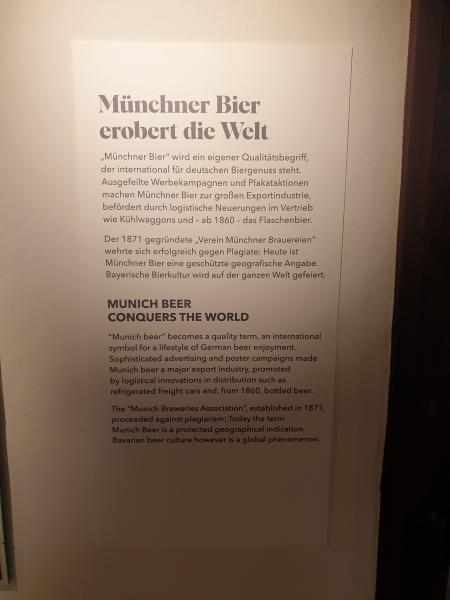 Münchner Bier
erobert die Welt
„Münchner Bier“ wird ein eigener Qualitätsbegriff,
der international für deutschen Biergenuss steht.
Ausgefeilte Werbekampagnen und Plakataktionen
machen Münchner Bier zur großen Exportindustrie,
befördert durch logistische Neuerungen im Vertrieb
wie Kühlwaggons und – ab 1860 – das Flaschenbier.
Der 1871 gegründete „Verein Münchner Brauereien“
wehrte sich erfolgreich gegen Plagiate: Heute ist
Münchner Bier eine geschützte geografische Angabe.
Bayerische Bierkultur wird auf der ganzen Welt gefeiert.
MUNICH BEER
CONQUERS THE WORLD
“Munich beer” becomes a quality term, an international
symbol for a lifestyle of German beer enjoyment.
Sophisticated advertising and poster campaigns made
Munich beer a major export industry, promoted
by logistical innovations in distribution such as
refrigerated freight cars and, from 1860, bottled beer.
The “Munich Breweries Association”, established in 1871,
proceeded against plagiarism: Today the term
Munich Beer is a protected geographical indication.
Bavarian beer culture however is a global phenomenon.